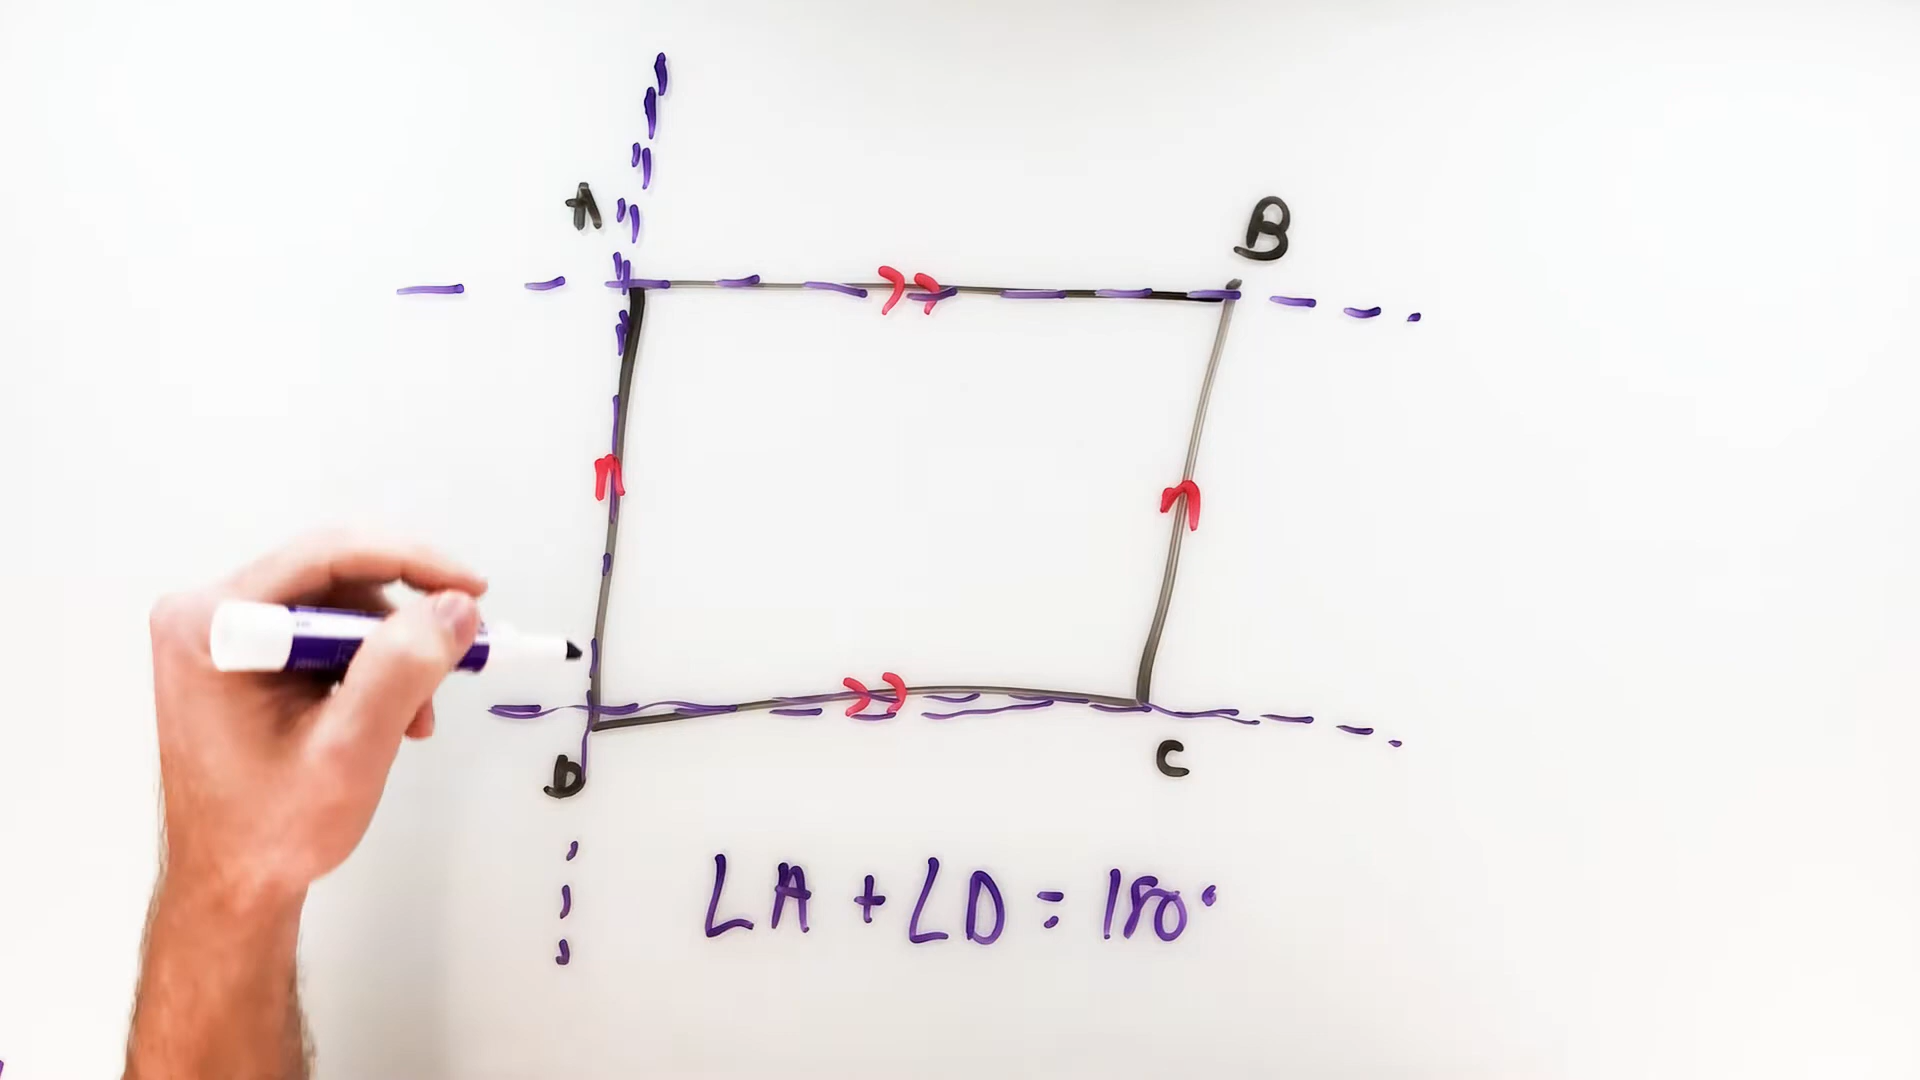 A
B
D
C
∠A + ∠D = 180°